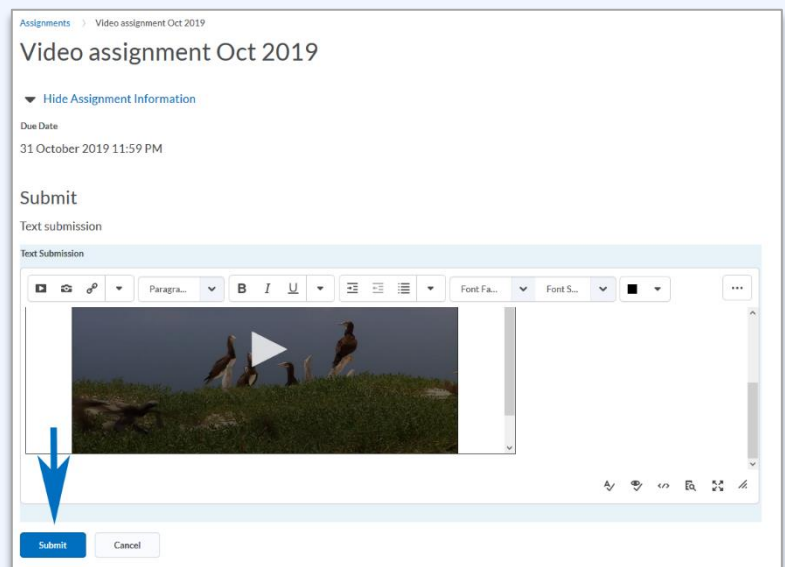 Assignments > Video assignment Oct 2019
Video assignment Oct 2019
Hide Assignment Information
Due Date
31 October 2019 11:59 PM
Submit
Text submission
Text Submission
Paragra... B I U Font Fa... Font S... ...
Submit Cancel